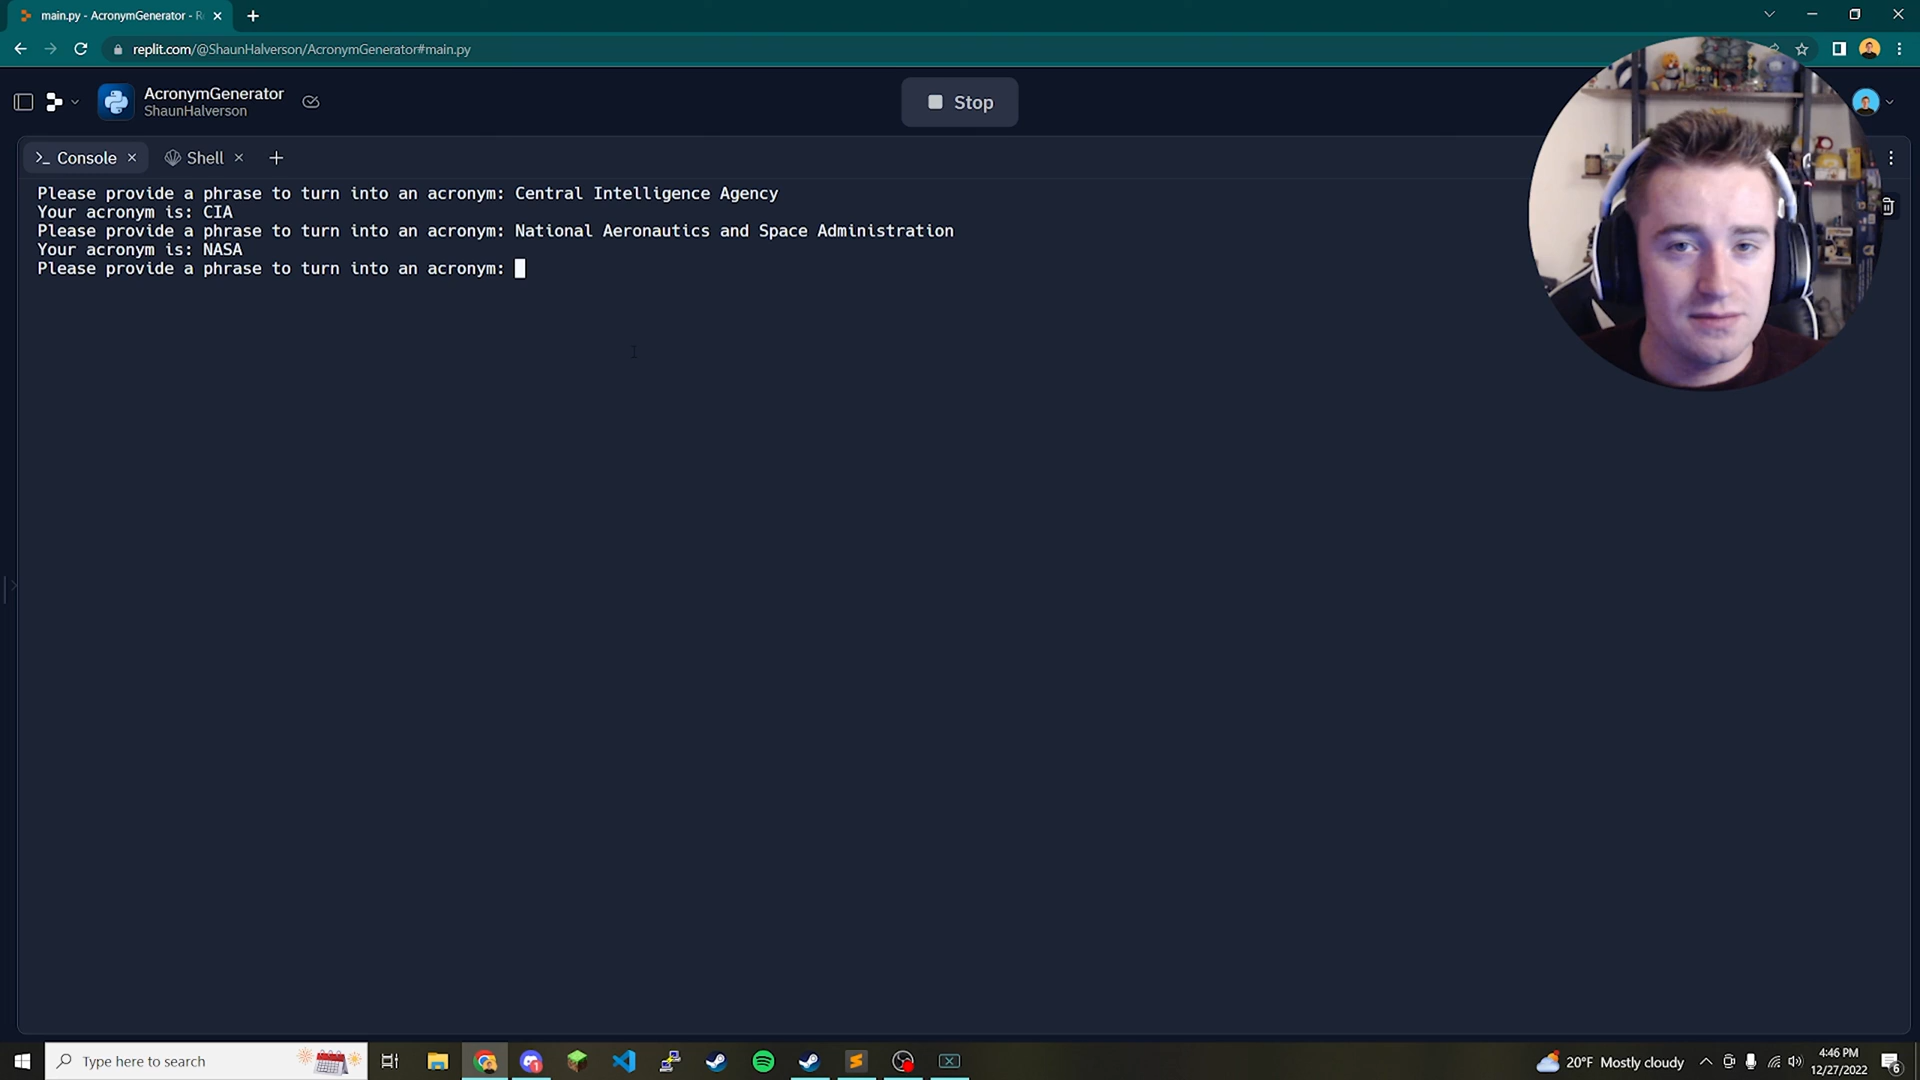 main.py - AcronymGenerator - R
replit.com/@ShaunHalverson/AcronymGenerator#main.py
AcronymGenerator
ShaunHalverson
Stop
Console
Shell
Please provide a phrase to turn into an acronym: Central Intelligence Agency
Your acronym is: CIA
Please provide a phrase to turn into an acronym: National Aeronautics and Space Administration
Your acronym is: NASA
Please provide a phrase to turn into an acronym:
Type here to search
1
20°F Mostly cloudy
4:46 PM
12/27/2022
6